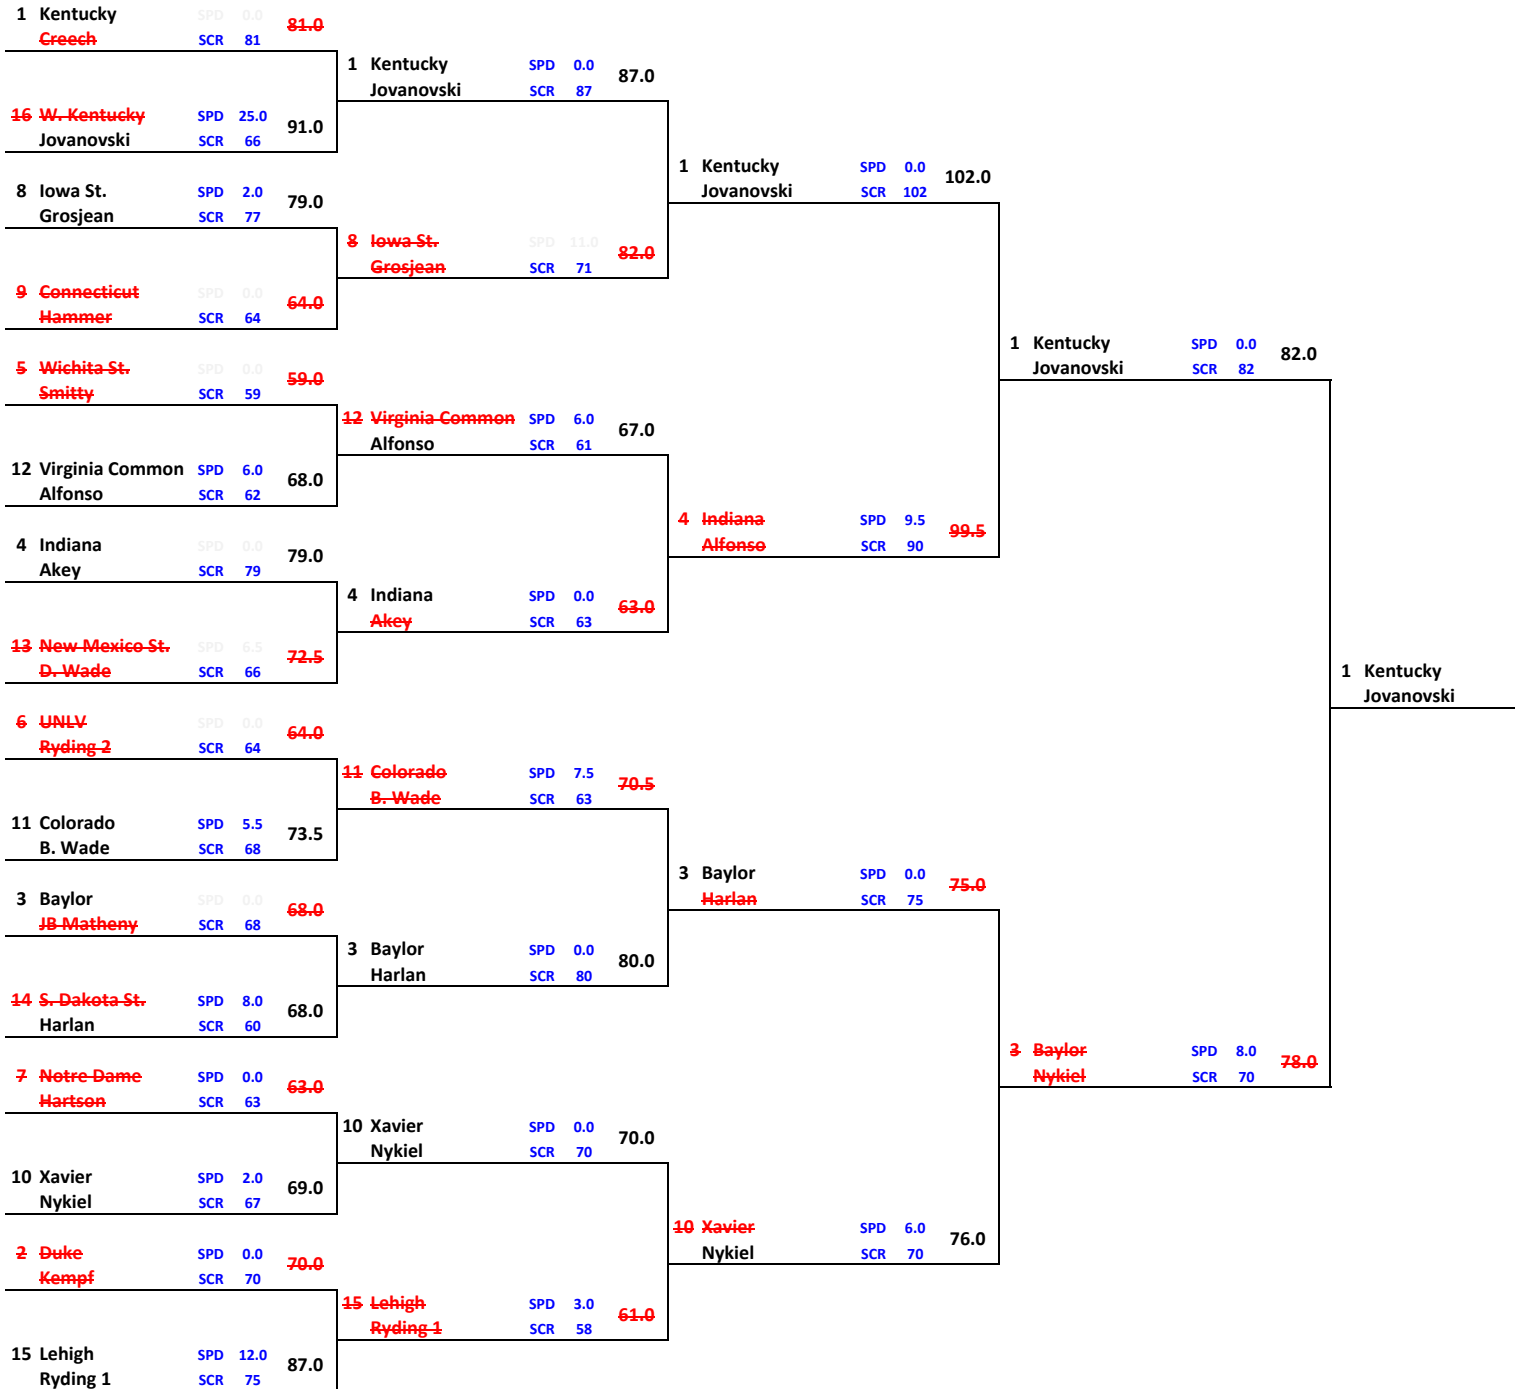 1 Kentucky SPD 0.0 81.0
Creech SCR 81
16 W. Kentucky SPD 25.0 91.0
Jovanovski SCR 66
8 Iowa St. SPD 2.0 79.0
Grosjean SCR 77
9 Connecticut SPD 0.0 64.0
Hammer SCR 64
5 Wichita St. SPD 0.0 59.0
Smitty SCR 59
12 Virginia Common SPD 6.0 68.0
Alfonso SCR 62
4 Indiana SPD 0.0 79.0
Akey SCR 79
13 New Mexico St. SPD 6.5 72.5
D. Wade SCR 66
6 UNLV SPD 0.0 64.0
Ryding 2 SCR 64
11 Colorado SPD 5.5 73.5
B. Wade SCR 68
3 Baylor SPD 0.0 68.0
JB Matheny SCR 68
14 S. Dakota St. SPD 8.0 68.0
Harlan SCR 60
7 Notre Dame SPD 0.0 63.0
Hartson SCR 63
10 Xavier SPD 2.0 69.0
Nykiel SCR 67
2 Duke SPD 0.0 70.0
Kempf SCR 70
15 Lehigh SPD 12.0 87.0
Ryding 1 SCR 75
1 Kentucky SPD 0.0 87.0
Jovanovski SCR 87
8 Iowa St. SPD 11.0 82.0
Grosjean SCR 71
12 Virginia Common SPD 6.0 67.0
Alfonso SCR 61
4 Indiana SPD 0.0 63.0
Akey SCR 63
11 Colorado SPD 7.5 70.5
B. Wade SCR 63
3 Baylor SPD 0.0 80.0
Harlan SCR 80
10 Xavier SPD 0.0 70.0
Nykiel SCR 70
15 Lehigh SPD 3.0 61.0
Ryding 1 SCR 58
1 Kentucky SPD 0.0 102.0
Jovanovski SCR 102
4 Indiana SPD 9.5 99.5
Alfonso SCR 90
3 Baylor SPD 0.0 75.0
Harlan SCR 75
10 Xavier SPD 6.0 76.0
Nykiel SCR 70
1 Kentucky SPD 0.0 82.0
Jovanovski SCR 82
3 Baylor SPD 8.0 78.0
Nykiel SCR 70
1 Kentucky
Jovanovski